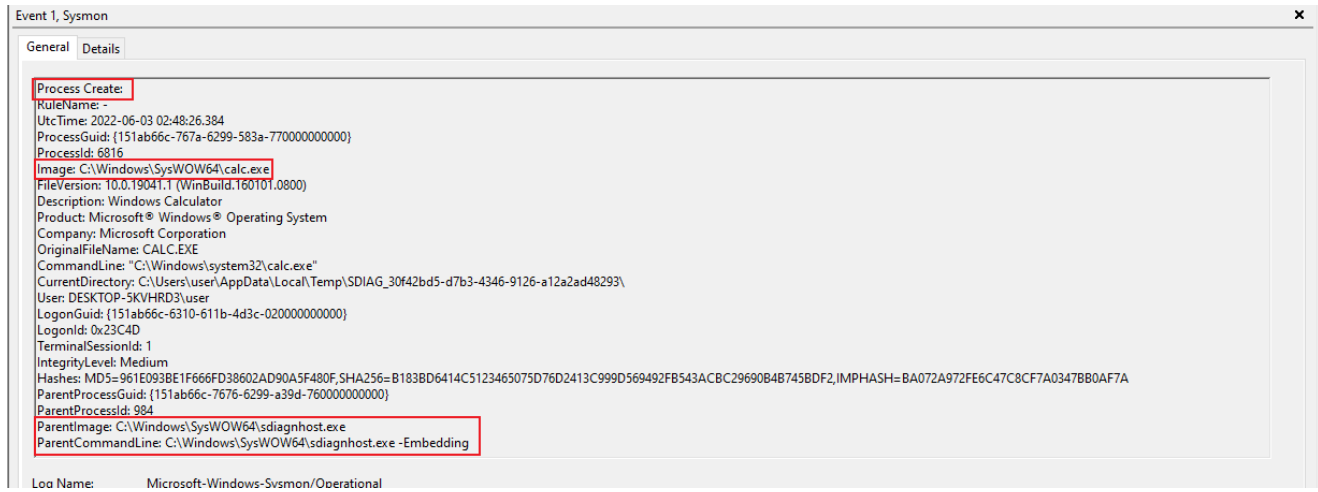 Event 1, Sysmon
×
General Details
Process Create:
RuleName: -
UtcTime: 2022-06-03 02:48:26.384
ProcessGuid: {151ab66c-767a-6299-583a-770000000000}
ProcessId: 6816
Image: C:\Windows\SysWOW64\calc.exe
FileVersion: 10.0.19041.1 (WinBuild.160101.0800)
Description: Windows Calculator
Product: Microsoft® Windows® Operating System
Company: Microsoft Corporation
OriginalFileName: CALC.EXE
CommandLine: "C:\Windows\system32\calc.exe"
CurrentDirectory: C:\Users\user\AppData\Local\Temp\SDIAG_30f42bd5-d7b3-4346-9126-a12a2ad48293\
User: DESKTOP-5KVHRD3\user
LogonGuid: {151ab66c-6310-611b-4d3c-020000000000}
LogonId: 0x23C4D
TerminalSessionId: 1
IntegrityLevel: Medium
Hashes: MD5=961E093BE1F666FD38602AD90A5F480F,SHA256=B183BD6414C5123465075D76D2413C999D569492FB543ACBC29690B4B745BDF2,IMPHASH=BA072A972FE6C47C8CF7A0347BB0AF7A
ParentProcessGuid: {151ab66c-7676-6299-a39d-760000000000}
ParentProcessId: 984
ParentImage: C:\Windows\SysWOW64\sdiagnhost.exe
ParentCommandLine: C:\Windows\SysWOW64\sdiagnhost.exe -Embedding
Log Name: Microsoft-Windows-Sysmon/Operational